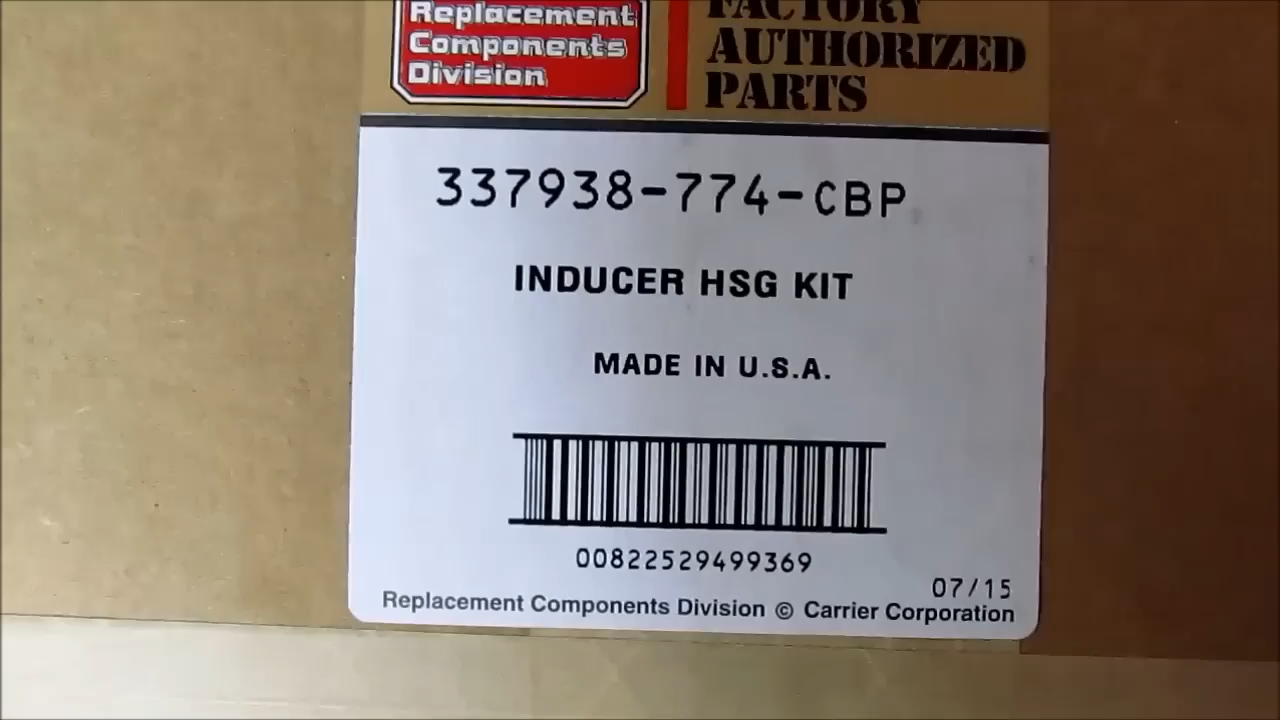 Replacement
Components
Division
FACTORY
AUTHORIZED
PARTS
337938-774-CBP
INDUCER HSG KIT
MADE IN U.S.A.
00822529499369
07/15
Replacement Components Division © Carrier Corporation